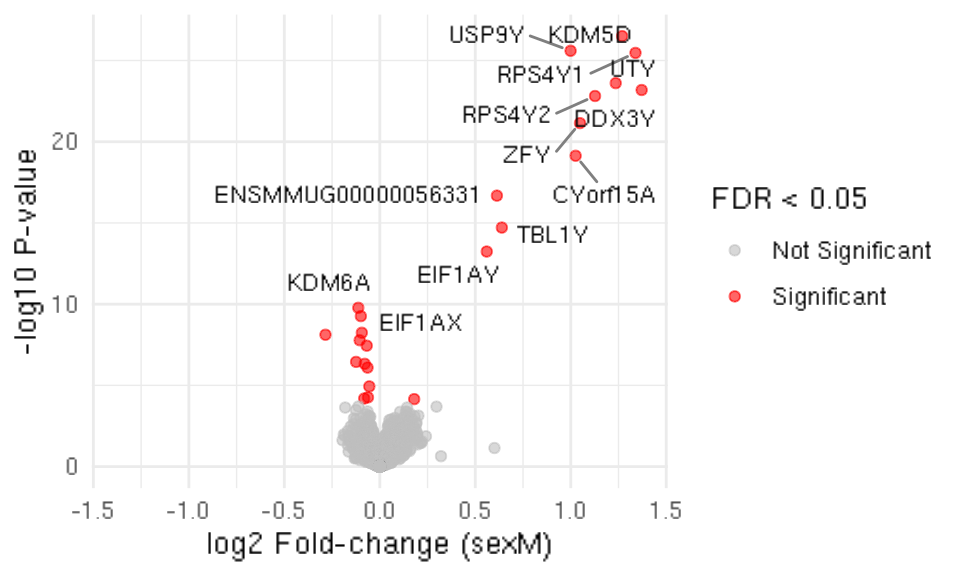 USP9Y
KDM5D
RPS4Y1
UTY
RPS4Y2
DDX3Y
ZFY
CYorf15A
ENSMMUG00000056331
TBL1Y
EIF1AY
KDM6A
EIF1AX
20
10
0
-log10 P-value
-1.5 -1.0 -0.5 0.0 0.5 1.0 1.5
log2 Fold-change (sexM)
FDR < 0.05
Not Significant
Significant